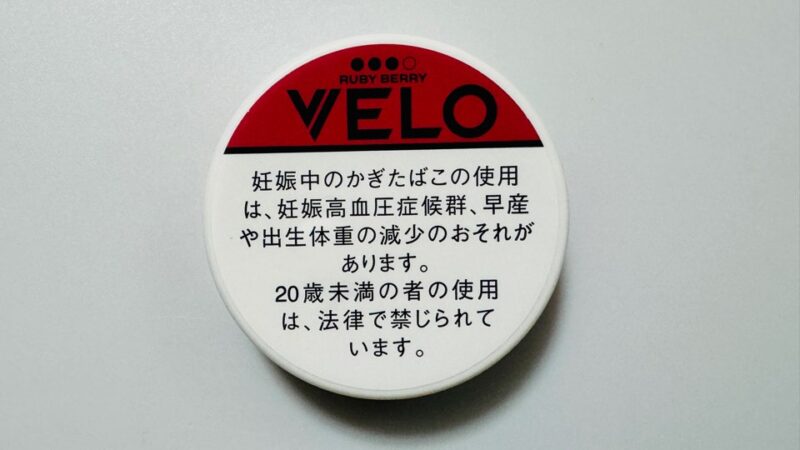 RUBY BERRY
VELO
妊娠中のかぎたばこの使用
は、妊娠高血圧症候群、早産
や出生体重の減少のおそれが
あります。
20歳未満の者の使用
は、法律で禁じられて
います。